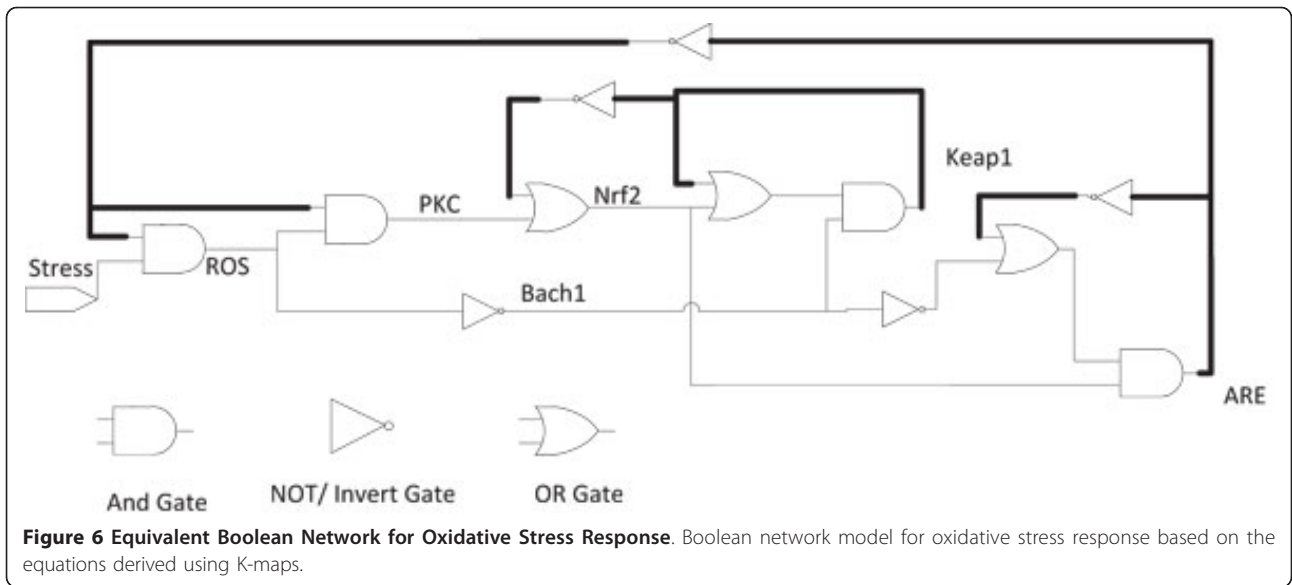 Keap1
PKC
Nrf2
Stress
ROS
Bach1
ARE
And Gate
NOT/ Invert Gate
OR Gate
Figure 6 Equivalent Boolean Network for Oxidative Stress Response. Boolean network model for oxidative stress response based on the
equations derived using K-maps.